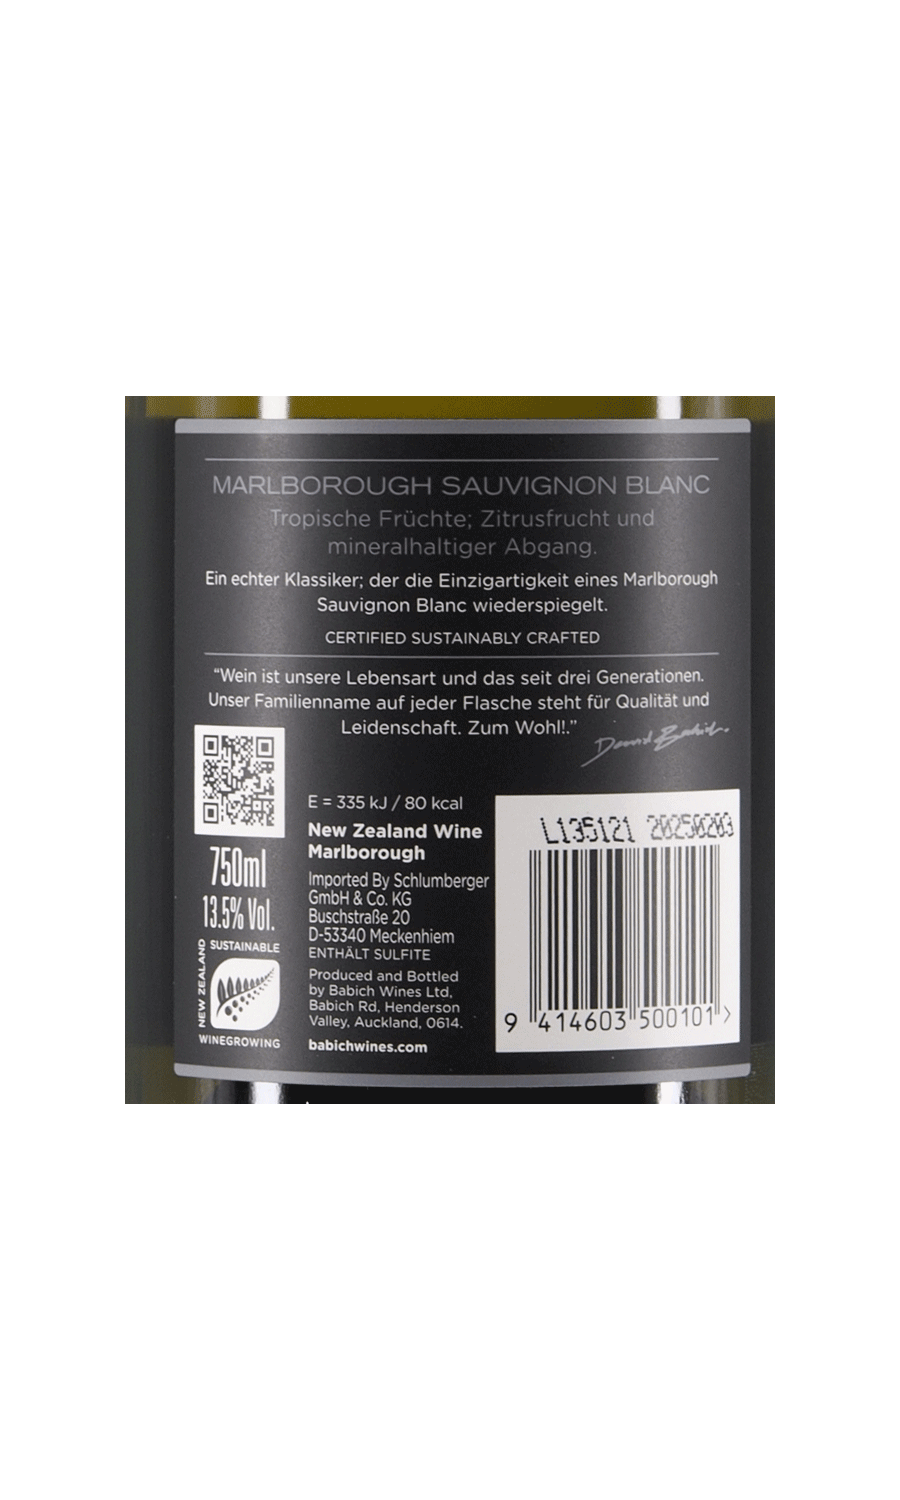 MARLBOROUGH SAUVIGNON BLANC
Tropische Früchte; Zitrusfrucht und
mineralhaltiger Abgang.
Ein echter Klassiker; der die Einzigartigkeit eines Marlborough
Sauvignon Blanc wiederspiegelt.
CERTIFIED SUSTAINABLY CRAFTED
“Wein ist unsere Lebensart und das seit drei Generationen.
Unser Familienname auf jeder Flasche steht für Qualität und
Leidenschaft. Zum Wohl!.”
David Babich
750ml
13.5% Vol.
SUSTAINABLE
NEW ZEALAND
WINEGROWING
E = 335 kJ / 80 kcal
New Zealand Wine
Marlborough
Imported By Schlumberger
GmbH & Co. KG
Buschstraße 20
D-53340 Meckenhiem
ENTHÄLT SULFITE
Produced and Bottled
by Babich Wines Ltd,
Babich Rd, Henderson
Valley, Auckland, 0614.
babichwines.com
L135121 20250203
9 414603 500101 >